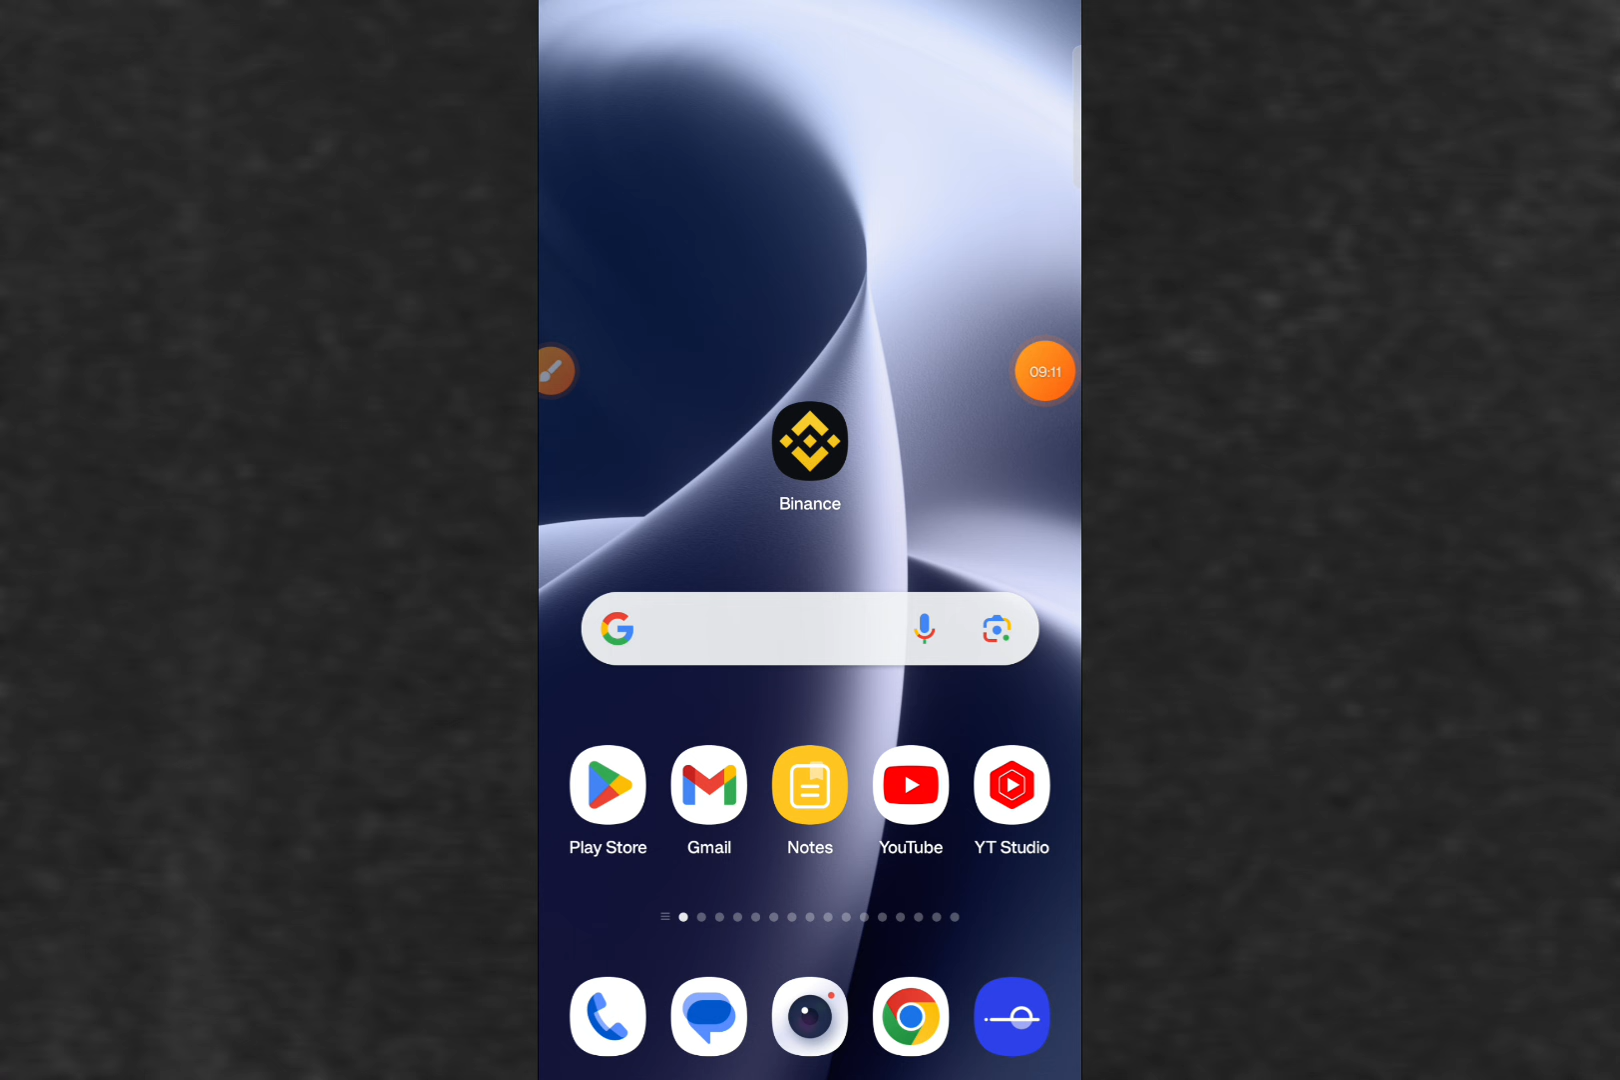 09:11
Binance
Play Store
Gmail
Notes
YouTube
YT Studio